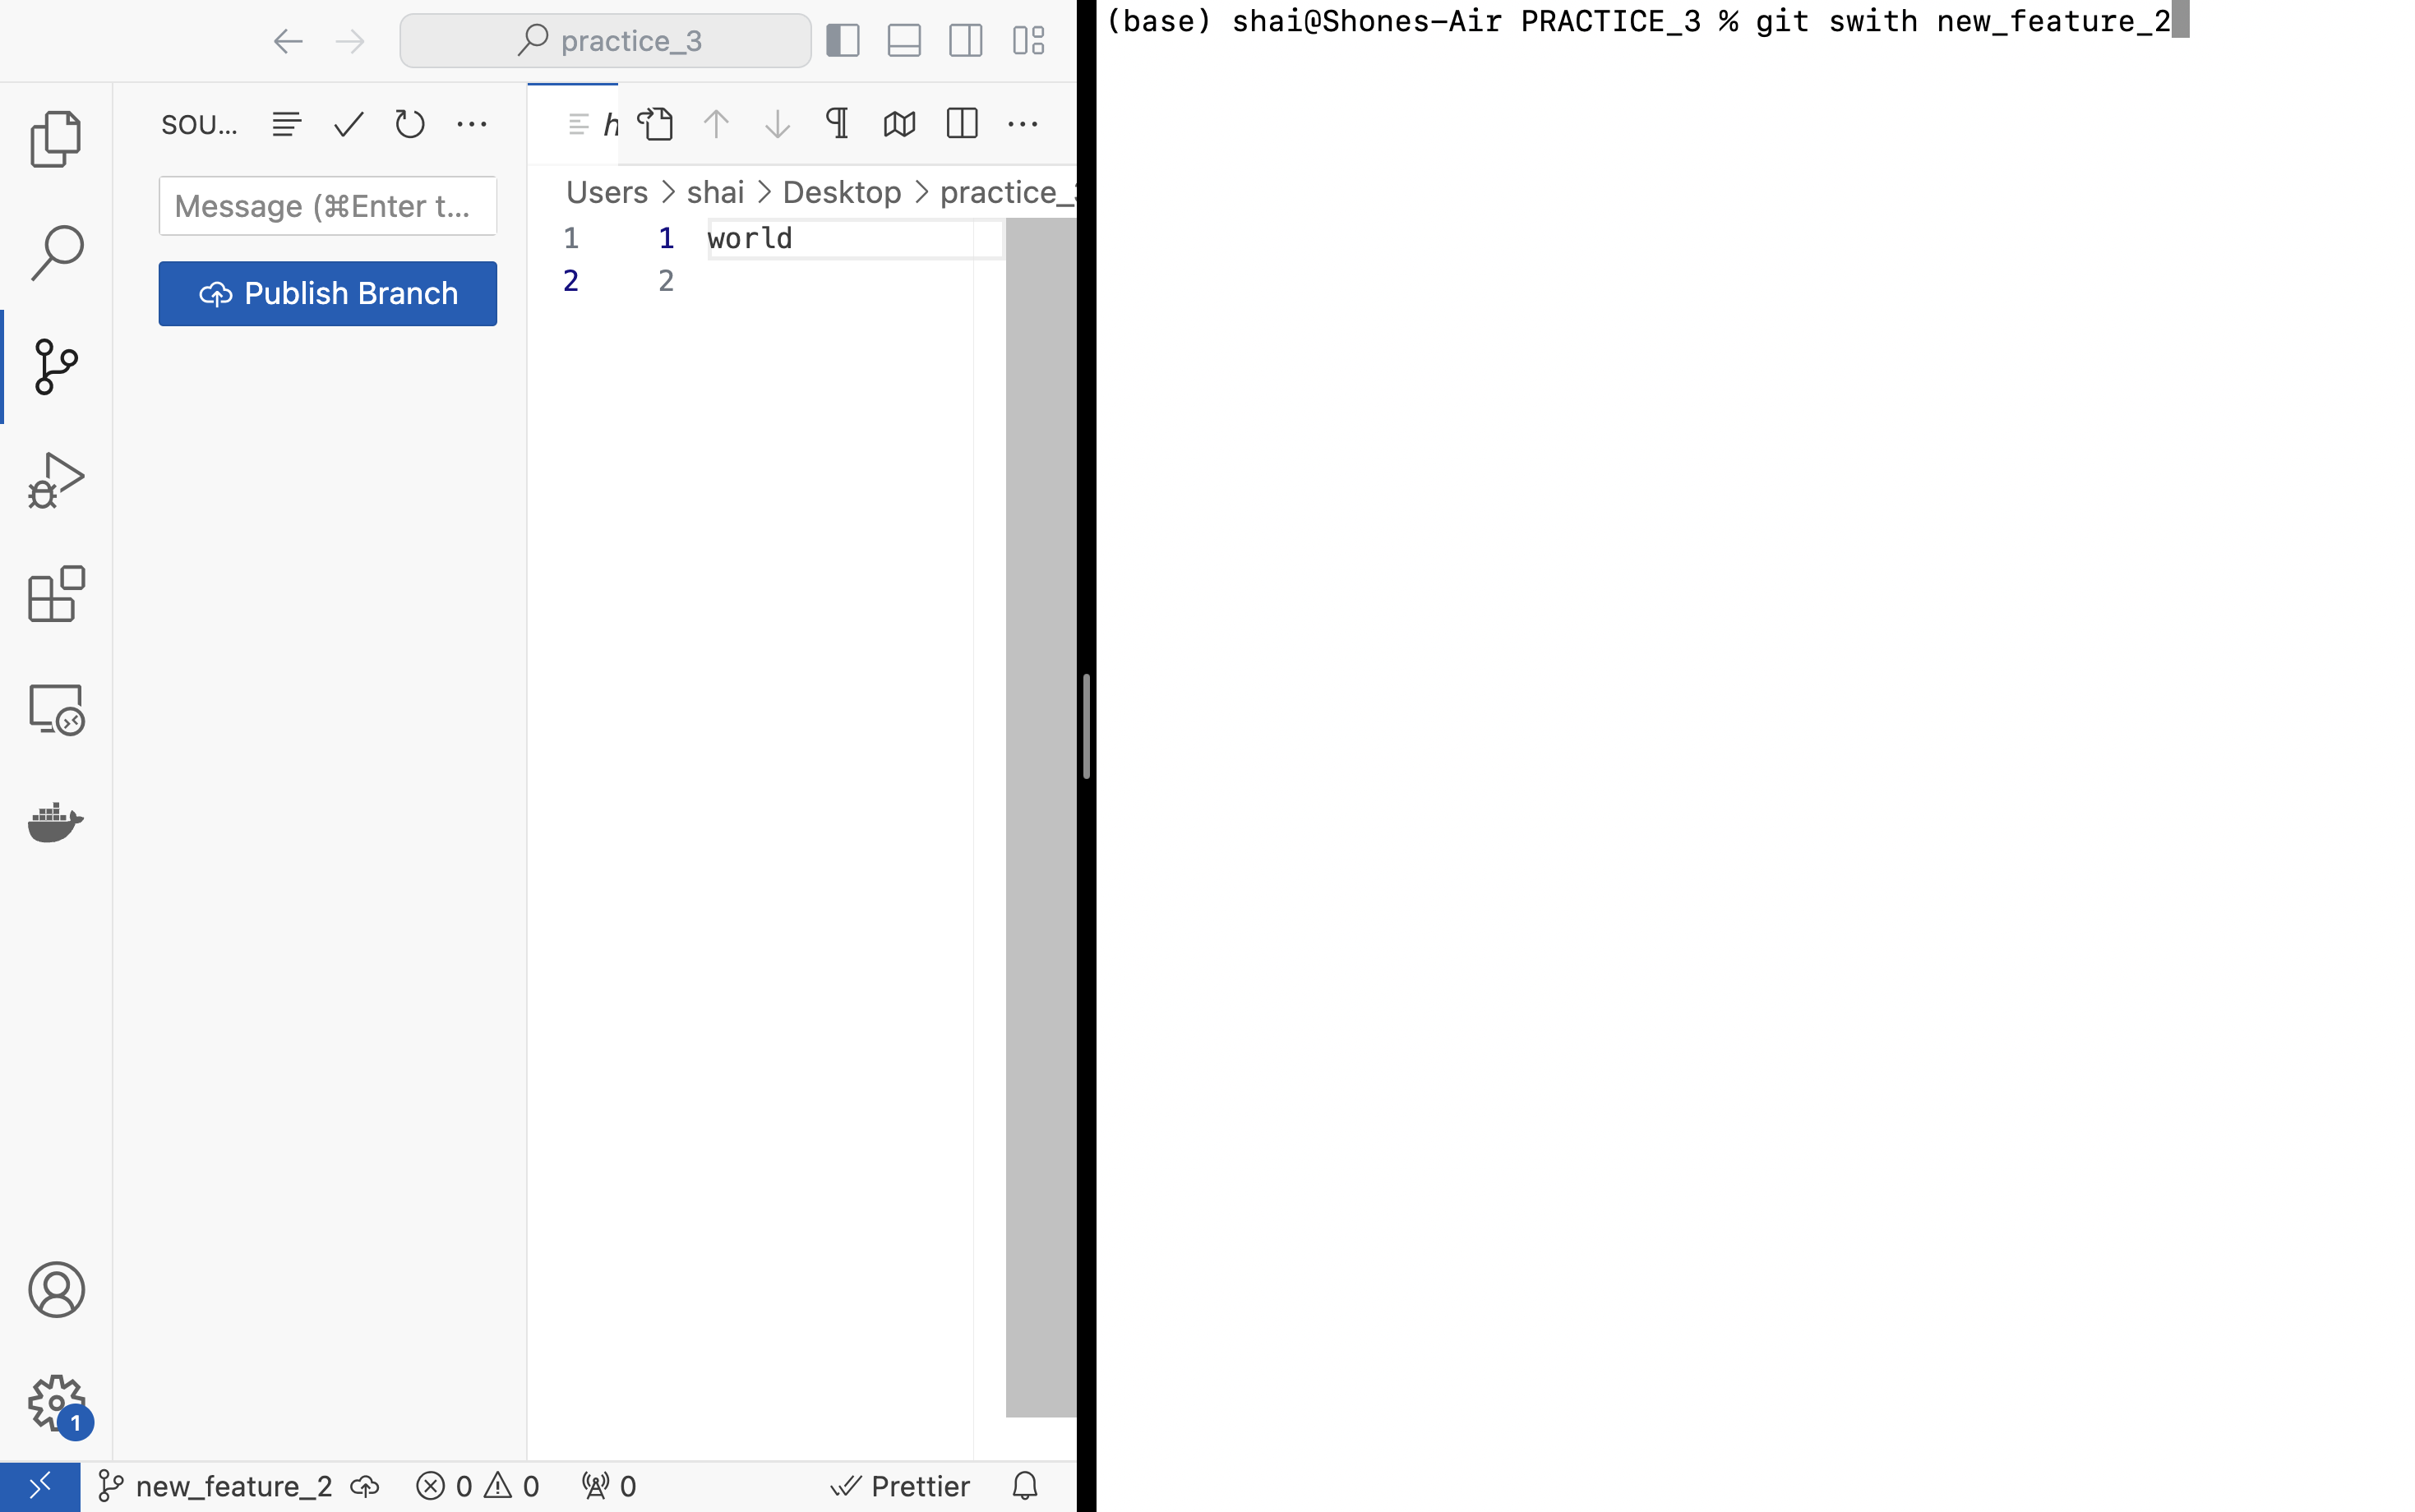 practice_3
SOU...
Message (⌘Enter t...
Publish Branch
h
Users > shai > Desktop > practice_
1 1 world
2 2
1
new_feature_2 0 0 0 Prettier
(base) shai@Shones-Air PRACTICE_3 % git swith new_feature_2